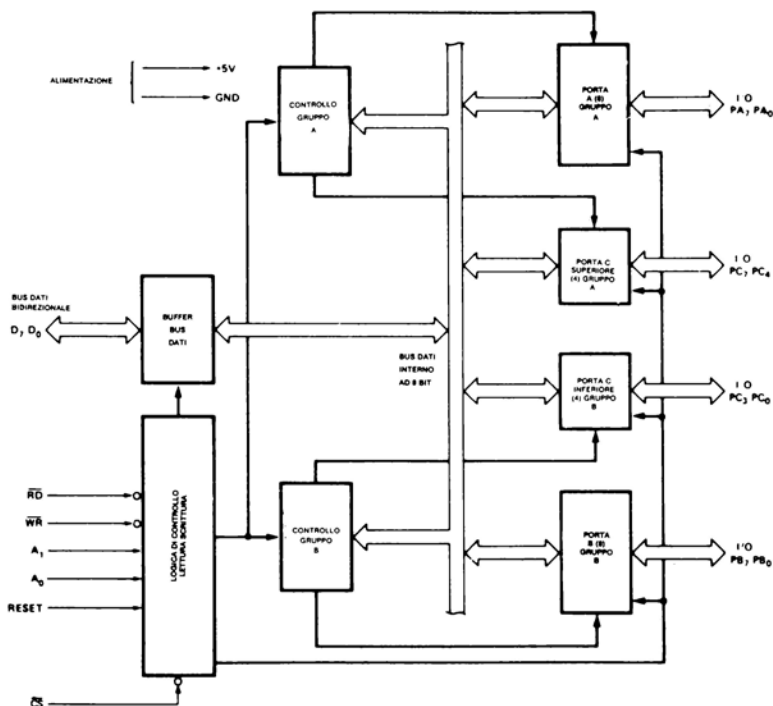 ALIMENTAZIONE
+5V
GND
CONTROLLO
GRUPPO
A
PORTA
A (8)
GRUPPO
A
I O
PA7 PA0
PORTA C
SUPERIORE
(4) GRUPPO
A
I O
PC7 PC4
BUS DATI
BIDIREZIONALE
D7 D0
BUFFER
BUS
DATI
BUS DATI
INTERNO
AD 8 BIT
PORTA C
INFERIORE
(4) GRUPPO
B
I O
PC3 PC0
RD
WR
A1
A0
RESET
CS
LOGICA DI CONTROLLO
LETTURA SCRITTURA
CONTROLLO
GRUPPO
B
PORTA
B (8)
GRUPPO
B
I/O
PB7 PB0